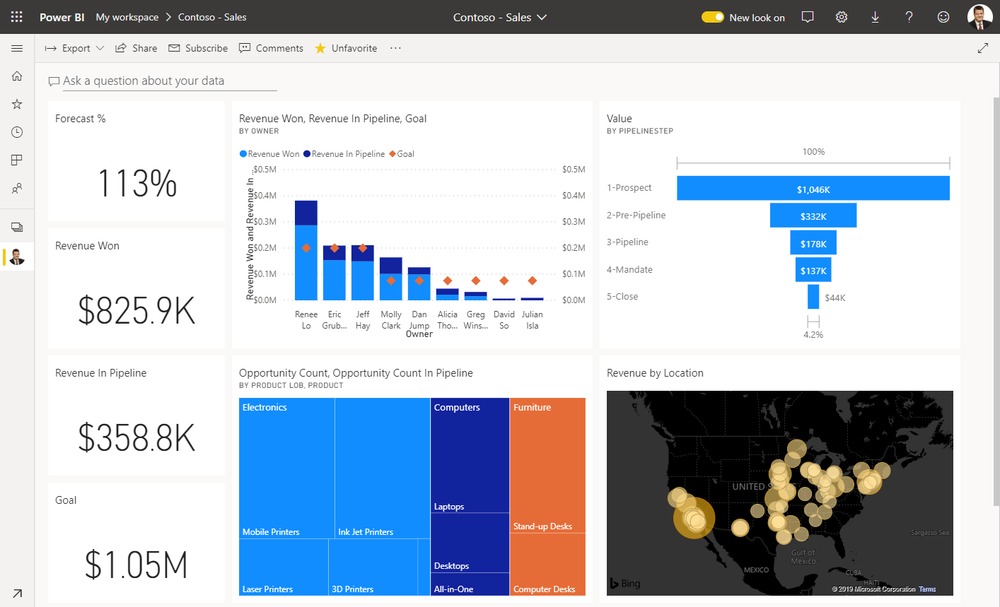 Power BI My workspace Contoso - Sales
Contoso - Sales
New look on
Export Share Subscribe Comments Unfavorite ...
Ask a question about your data
Forecast %
113%
Revenue Won
$825.9K
Revenue In Pipeline
$358.8K
Goal
$1.05M
Revenue Won, Revenue In Pipeline, Goal
BY OWNER
Revenue Won Revenue In Pipeline Goal
Revenue Won and Revenue In ...
$0.5M $0.5M
$0.4M $0.4M
$0.3M $0.3M
$0.2M $0.2M
$0.1M $0.1M
$0.0M $0.0M
Renee Eric Jeff Molly Dan Alicia Greg David Julian
Lo Grub... Hay Clark Jump Tho... Wins... So Isla
Owner
Value
BY PIPELINESTEP
100%
1-Prospect $1,046K
2-Pre-Pipeline $332K
3-Pipeline $178K
4-Mandate $137K
5-Close $44K
4.2%
Opportunity Count, Opportunity Count In Pipeline
BY PRODUCT LOB, PRODUCT
Electronics Computers Furniture
Laptops
Stand-up Desks
Mobile Printers Ink Jet Printers
Desktops
Laser Printers 3D Printers All-in-One Computer Desks
Revenue by Location
UNITED
Sargasso Sea
Gulf of
Mexico
MEXICO
CUBA
HAITI
Bing
© 2019 Microsoft Corporation Terms